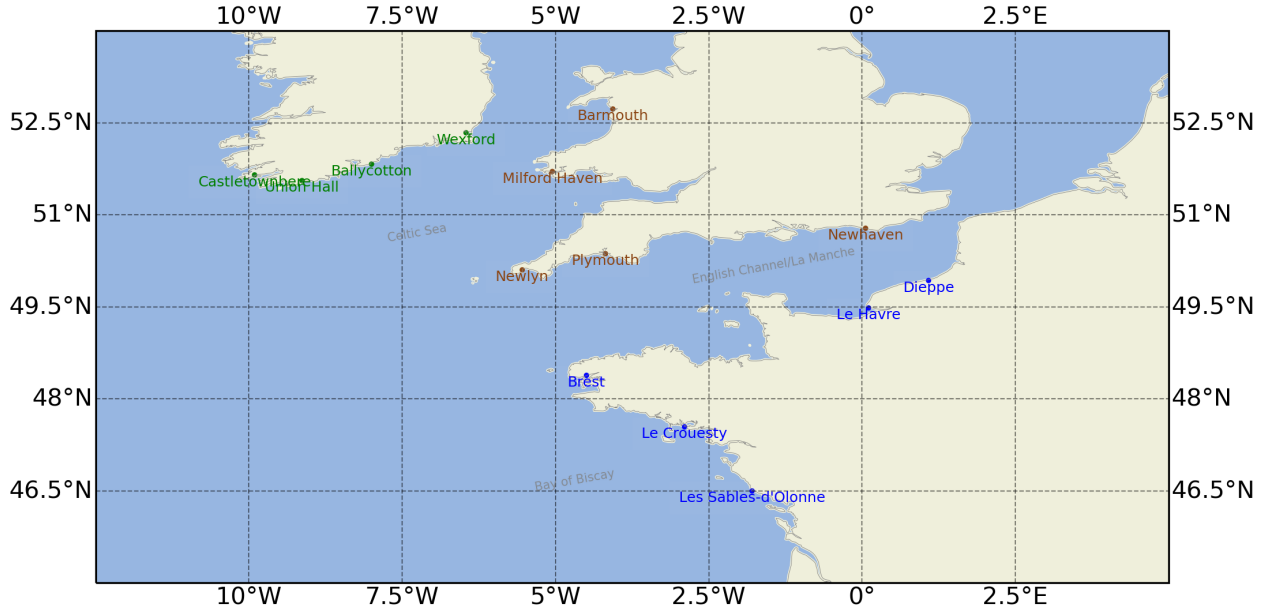 10°W 7.5°W 5°W 2.5°W 0° 2.5°E
52.5°N 52.5°N
Barmouth
Wexford
Ballycotton
Milford Haven
Castletownbere
Union Hall
51°N 51°N
Celtic Sea
Newhaven
Plymouth
English Channel/La Manche
Newlyn
Dieppe
49.5°N 49.5°N
Le Havre
Brest
48°N 48°N
Le Crouesty
Bay of Biscay
46.5°N 46.5°N
Les Sables-d'Olonne
10°W 7.5°W 5°W 2.5°W 0° 2.5°E